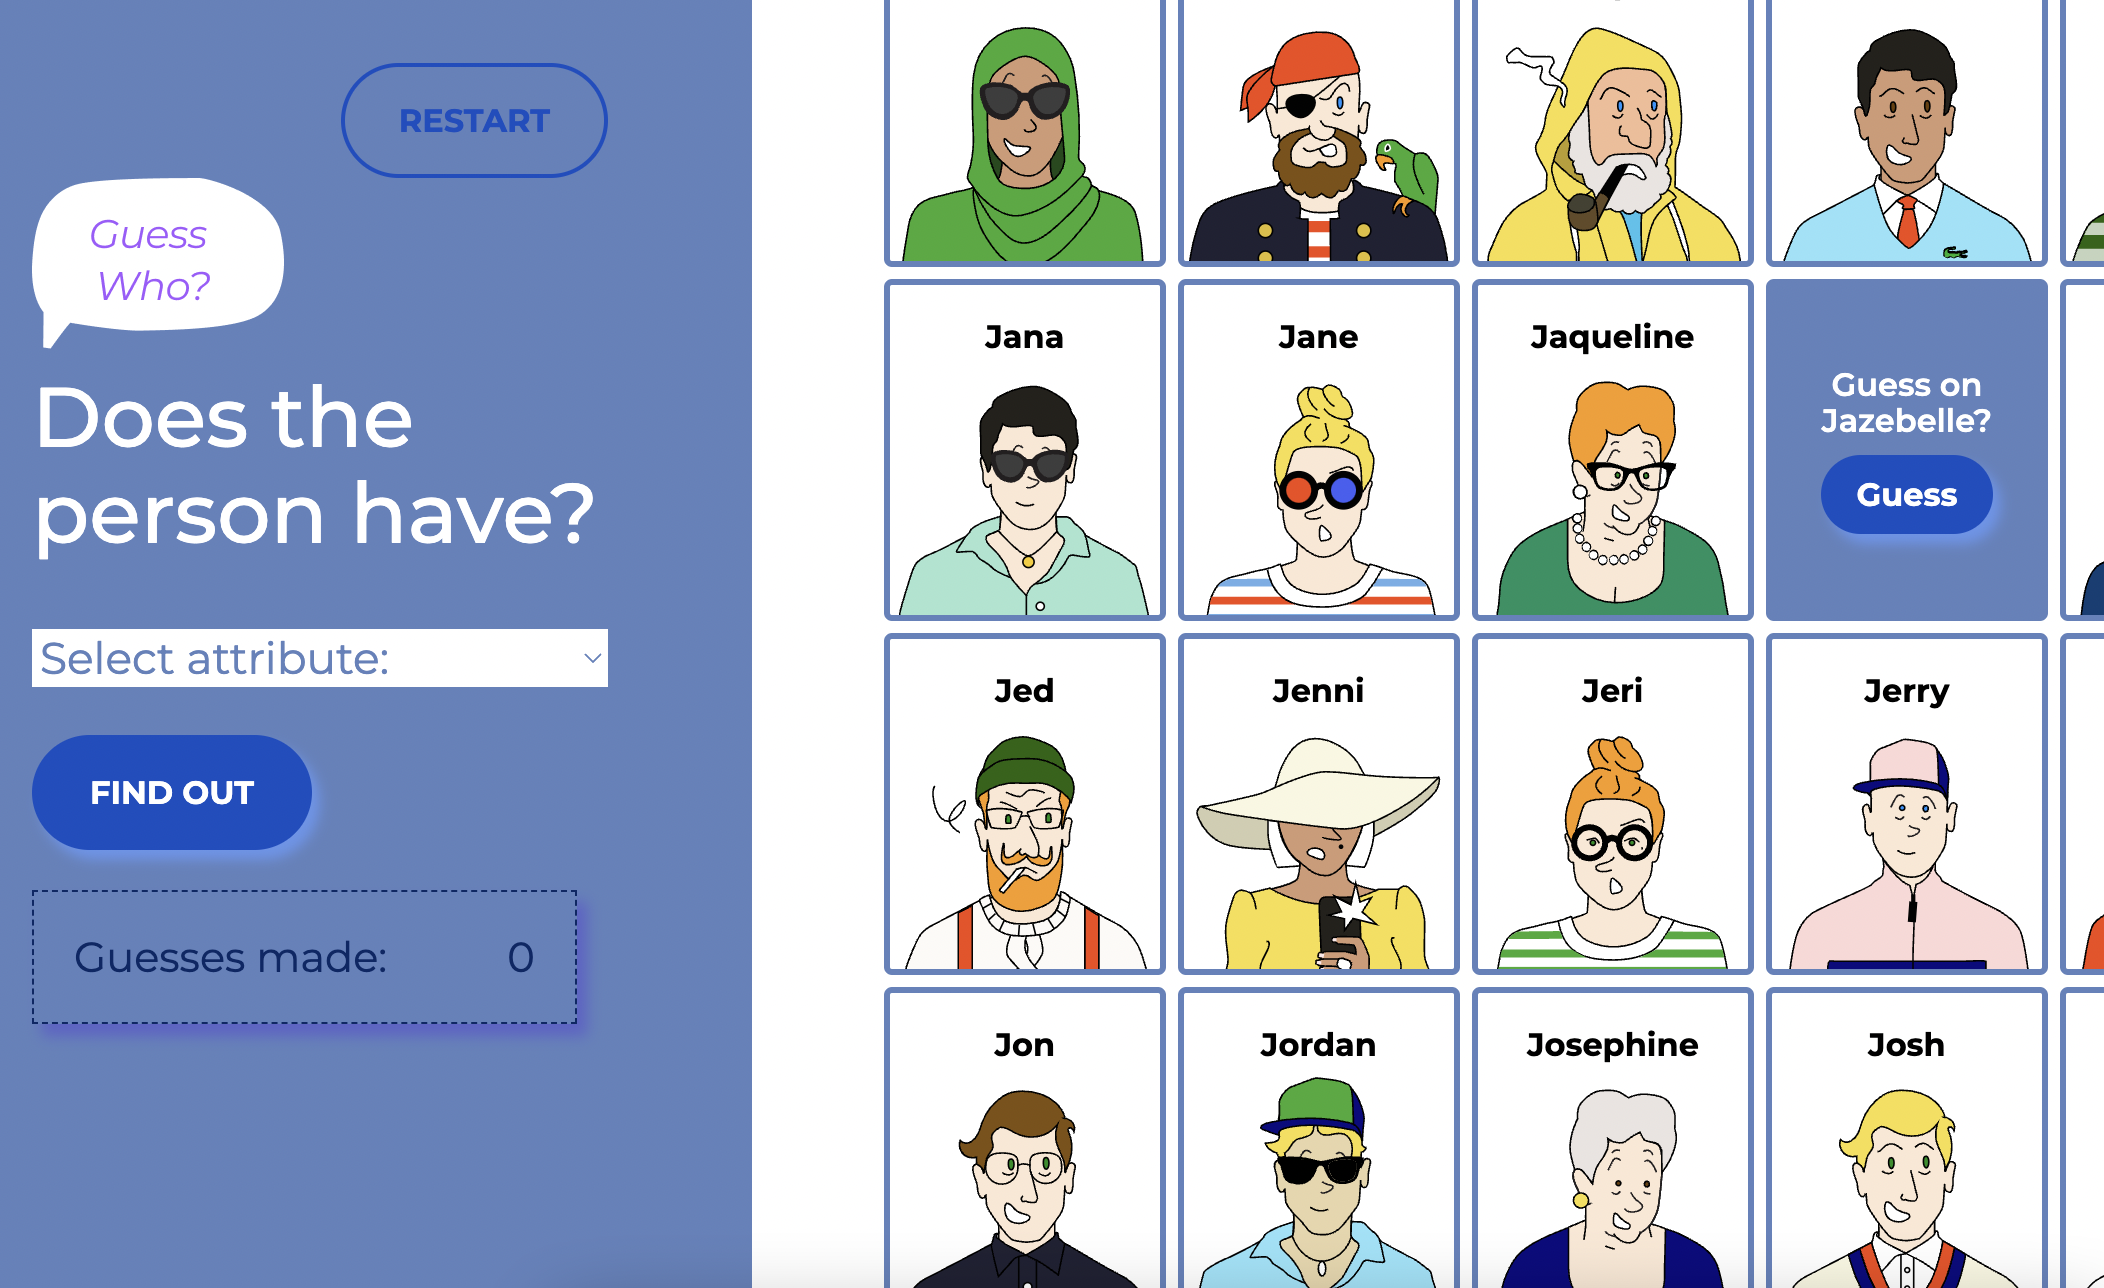 RESTART
Guess
Who?
Does the
person have?
Select attribute:
FIND OUT
Guesses made: 0
Jana
Jane
Jaqueline
Guess on
Jazebelle?
Guess
Jed
Jenni
Jeri
Jerry
Jon
Jordan
Josephine
Josh